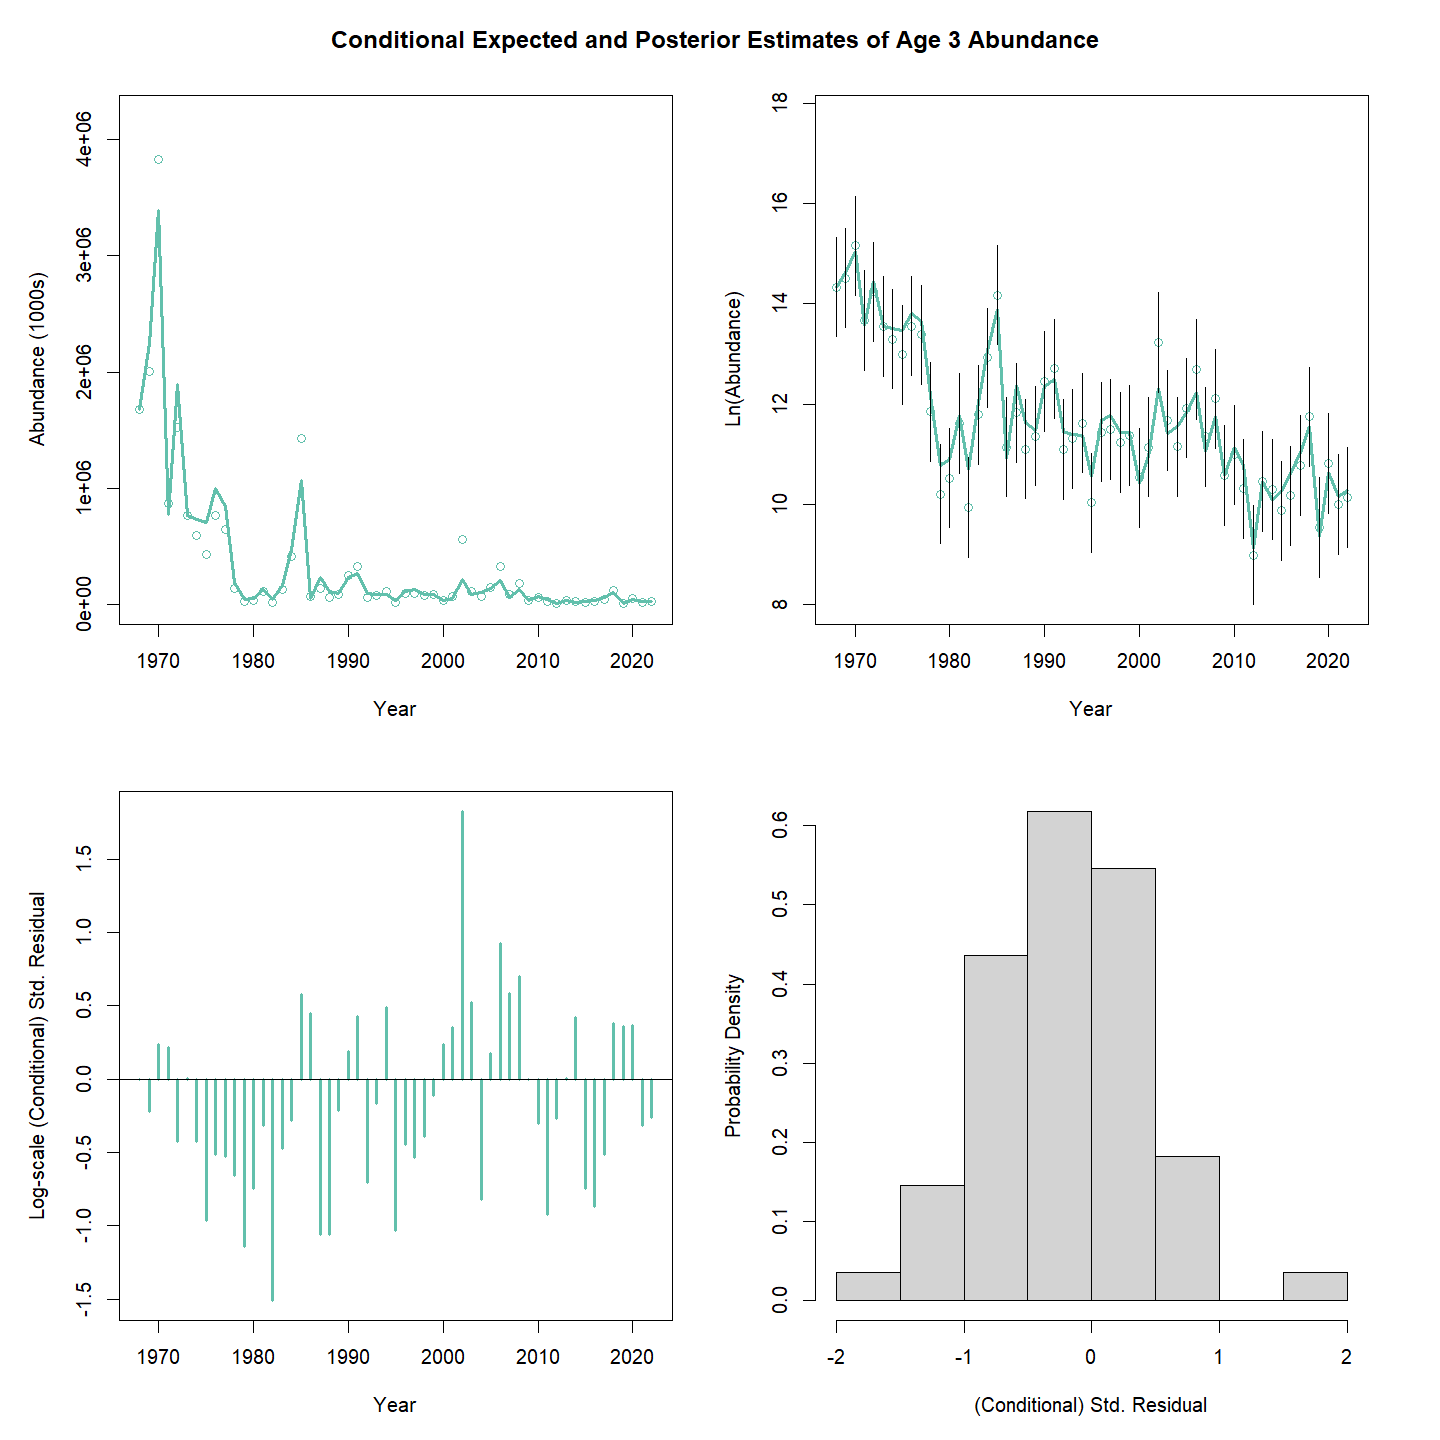 Conditional Expected and Posterior Estimates of Age 3 Abundance
Abundance (1000s)
0e+00 1e+06 2e+06 3e+06 4e+06
1970 1980 1990 2000 2010 2020
Year
Ln(Abundance)
8 10 12 14 16 18
1970 1980 1990 2000 2010 2020
Year
Log-scale (Conditional) Std. Residual
-1.5 -1.0 -0.5 0.0 0.5 1.0 1.5
1970 1980 1990 2000 2010 2020
Year
Probability Density
0.0 0.1 0.2 0.3 0.4 0.5 0.6
-2 -1 0 1 2
(Conditional) Std. Residual